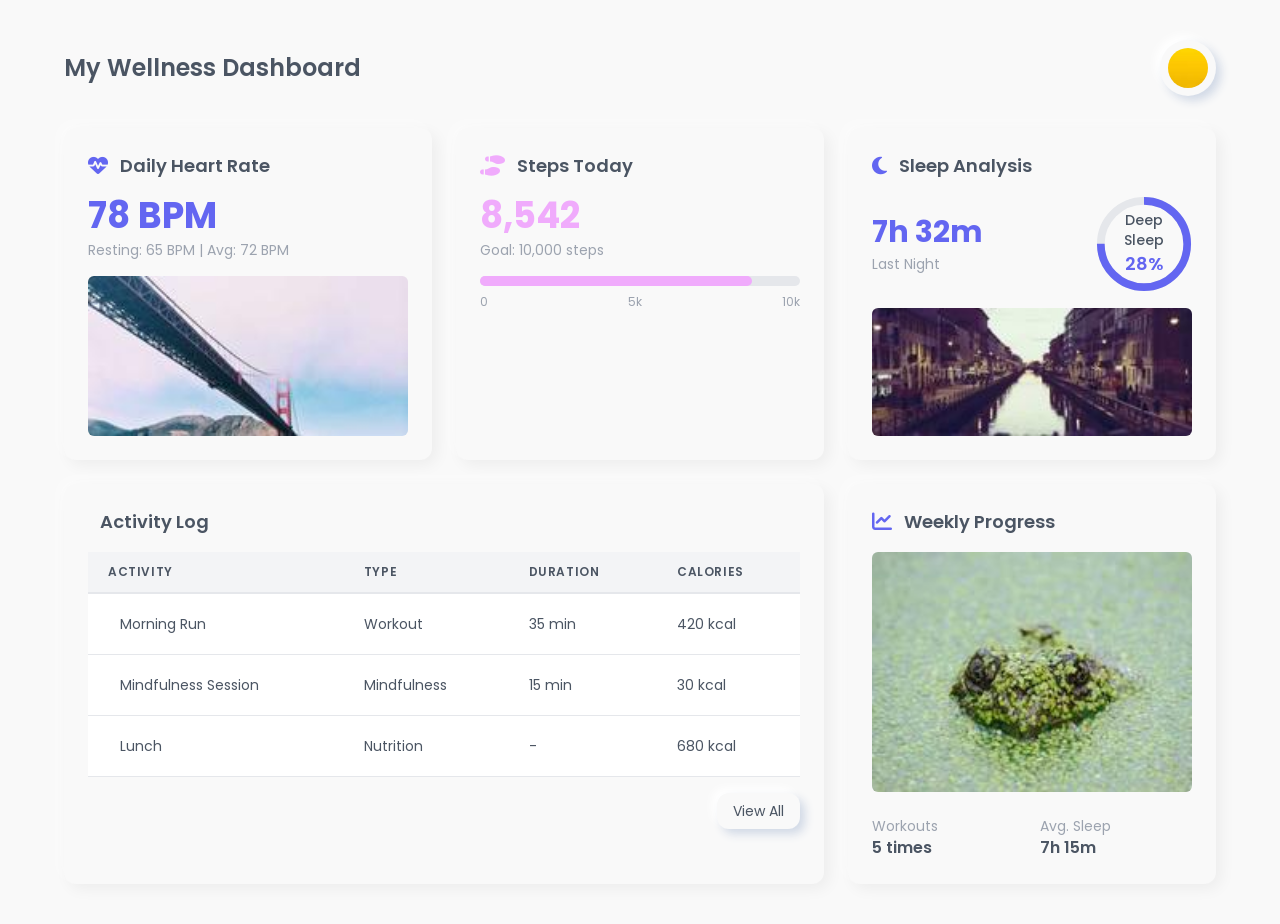 My Wellness Dashboard
Daily Heart Rate
78 BPM
Resting: 65 BPM | Avg: 72 BPM
Steps Today
8,542
Goal: 10,000 steps
0 5k 10k
Sleep Analysis
7h 32m
Last Night
Deep
Sleep
28%
Activity Log
ACTIVITY TYPE DURATION CALORIES
Morning Run Workout 35 min 420 kcal
Mindfulness Session Mindfulness 15 min 30 kcal
Lunch Nutrition - 680 kcal
View All
Weekly Progress
Workouts Avg. Sleep
5 times 7h 15m